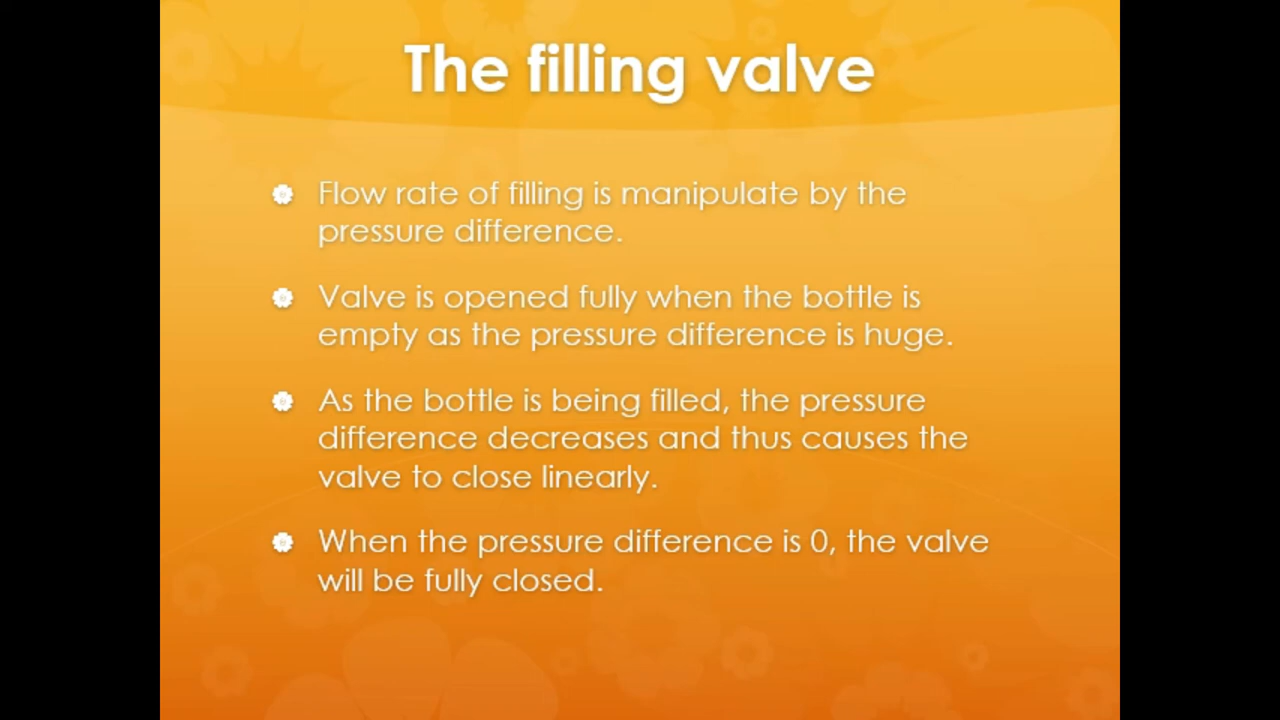 The filling valve
Flow rate of filling is manipulate by the
pressure difference.
Valve is opened fully when the bottle is
empty as the pressure difference is huge.
As the bottle is being filled, the pressure
difference decreases and thus causes the
valve to close linearly.
When the pressure difference is 0, the valve
will be fully closed.